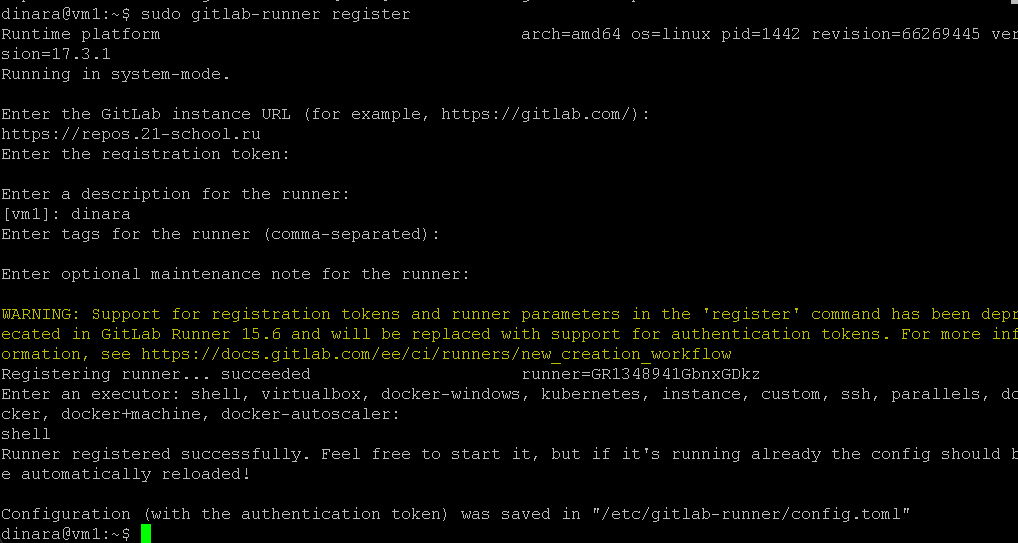 dinara@vm1:~$ sudo gitlab-runner register
Runtime platform                                    arch=amd64 os=linux pid=1442 revision=66269445 ver
sion=17.3.1
Running in system-mode.
Enter the GitLab instance URL (for example, https://gitlab.com/):
https://repos.21-school.ru
Enter the registration token:
Enter a description for the runner:
[vm1]: dinara
Enter tags for the runner (comma-separated):
Enter optional maintenance note for the runner:
WARNING: Support for registration tokens and runner parameters in the 'register' command has been depr
ecated in GitLab Runner 15.6 and will be replaced with support for authentication tokens. For more inf
ormation, see https://docs.gitlab.com/ee/ci/runners/new_creation_workflow
Registering runner... succeeded                     runner=GR1348941GbnxGDkz
Enter an executor: shell, virtualbox, docker-windows, kubernetes, instance, custom, ssh, parallels, do
cker, docker+machine, docker-autoscaler:
shell
Runner registered successfully. Feel free to start it, but if it's running already the config should b
e automatically reloaded!
Configuration (with the authentication token) was saved in "/etc/gitlab-runner/config.toml"
dinara@vm1:~$